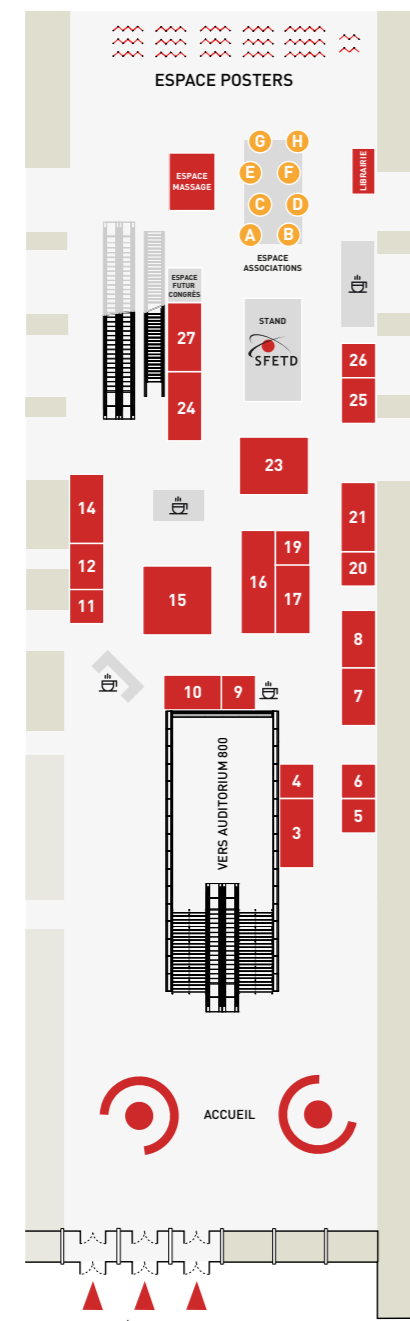 ESPACE POSTERS
G
H
ESPACE
MASSAGE
E
F
LIBRAIRIE
C
D
A
B
ESPACE
ASSOCIATIONS
ESPACE
FUTUR
CONGRÈS
STAND
SFETD
27
26
24
25
23
14
21
19
12
16
20
15
17
11
8
10
9
7
VERS AUDITORIUM 800
4
6
3
5
ACCUEIL